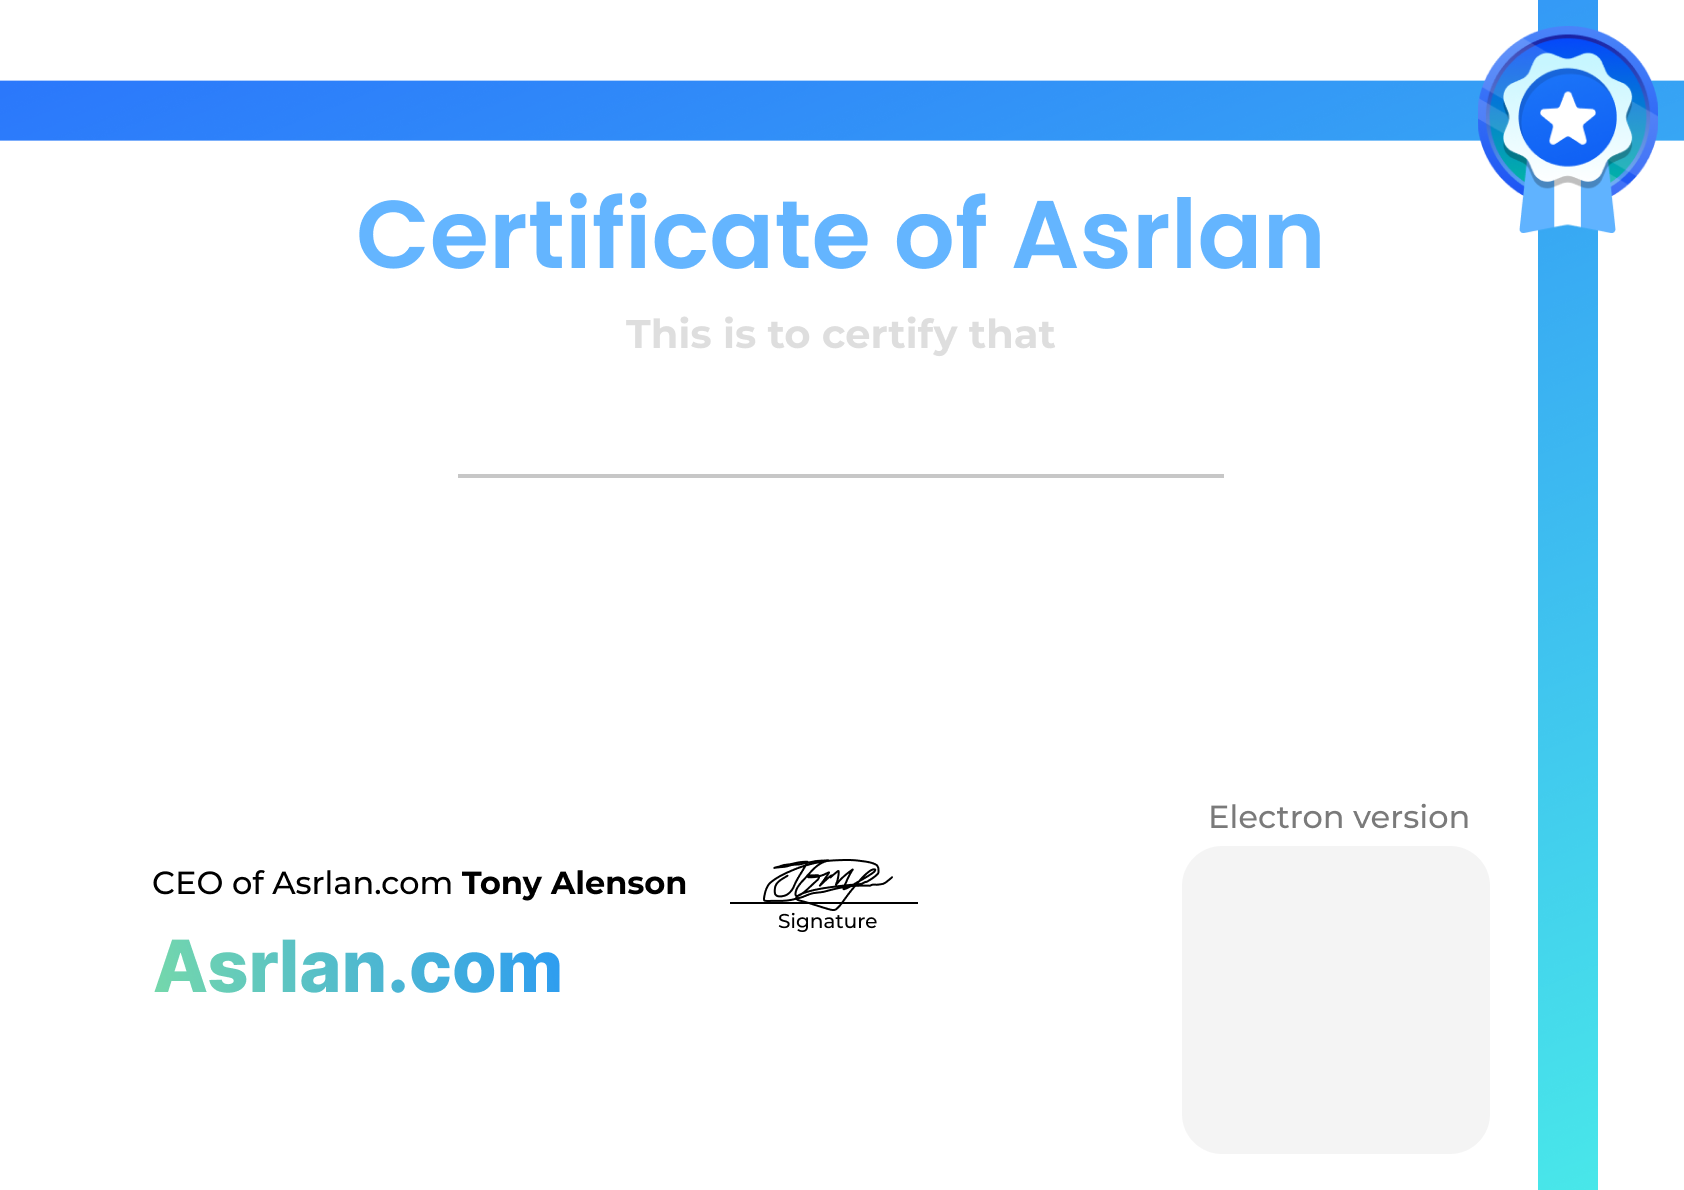 Certificate of Asrlan
This is to certify that
Electron version
CEO of Asrlan.com Tony Alenson
Signature
Asrlan.com